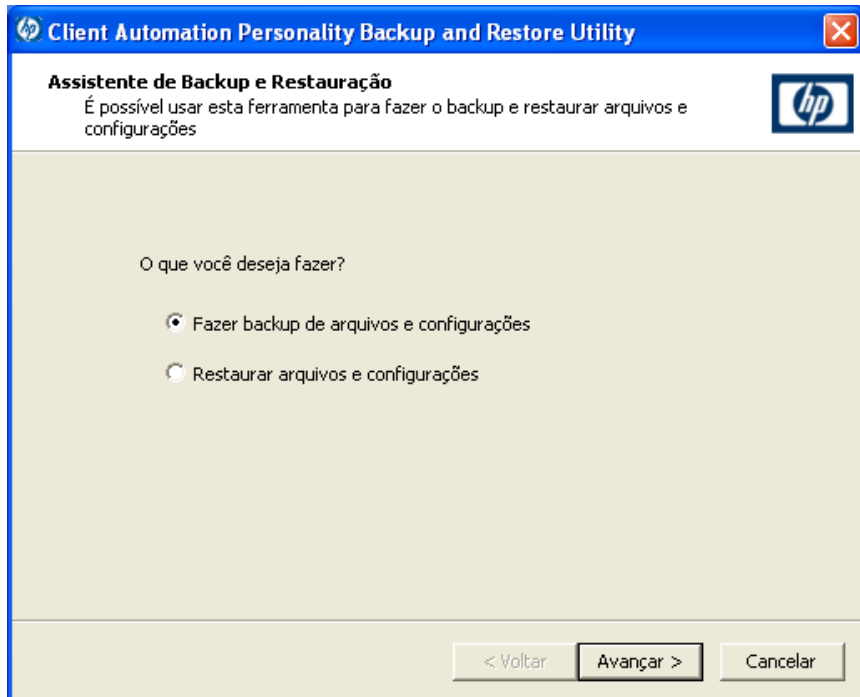 Client Automation Personality Backup and Restore Utility
Assistente de Backup e Restauração
É possível usar esta ferramenta para fazer o backup e restaurar arquivos e
configurações
hp
O que você deseja fazer?
Fazer backup de arquivos e configurações
Restaurar arquivos e configurações
< Voltar
Avançar >
Cancelar